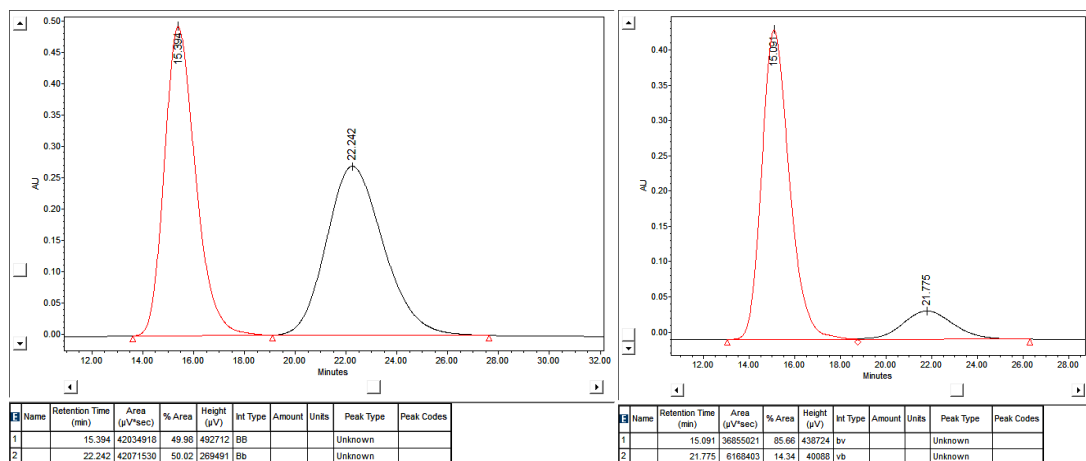 0.50
0.45
0.40
0.35
0.30
0.25
0.20
0.15
0.10
0.05
0.00
AU
15.394
22.242
12.00 14.00 16.00 18.00 20.00 22.00 24.00 26.00 28.00 30.00 32.00
Minutes
E Name Retention Time (min) Area (µV*sec) % Area Height (µV) Int Type Amount Units Peak Type Peak Codes
1 15.394 42034918 49.98 492712 BB Unknown
2 22.242 42071530 50.02 269491 Bb Unknown
0.40
0.35
0.30
0.25
0.20
0.15
0.10
0.05
0.00
AU
15.091
21.775
12.00 14.00 16.00 18.00 20.00 22.00 24.00 26.00 28.00
Minutes
E Name Retention Time (min) Area (µV*sec) % Area Height (µV) Int Type Amount Units Peak Type Peak Codes
1 15.091 36855021 85.66 438724 bv Unknown
2 21.775 6168403 14.34 40088 vb Unknown